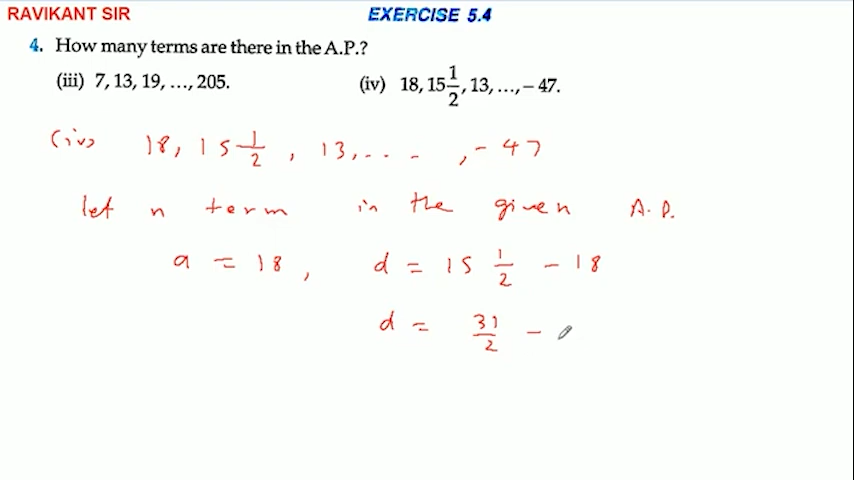 RAVIKANT SIR
EXERCISE 5.4
4. How many terms are there in the A.P.?
(iii) 7, 13, 19, ..., 205. (iv) 18, 15 1/2, 13, ..., – 47.
(iv) 18, 15 1/2, 13, ... , - 47
let n term in the given A.P.
a = 18, d = 15 1/2 - 18
d = 31/2 -